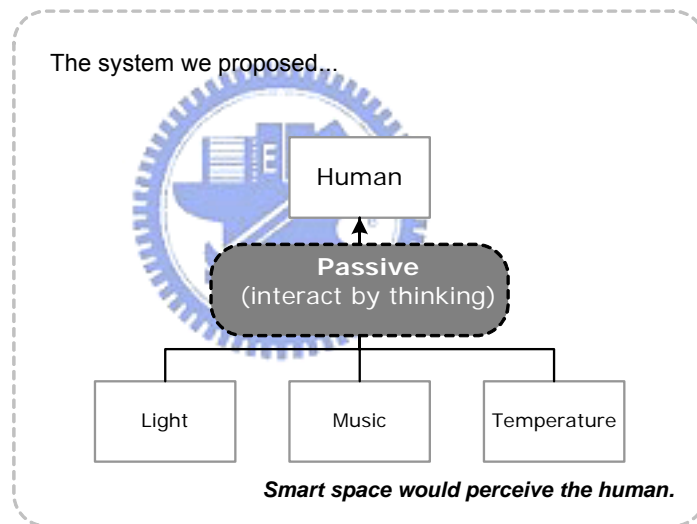 The system we proposed...
Human
Passive
(interact by thinking)
Light
Music
Temperature
Smart space would perceive the human.